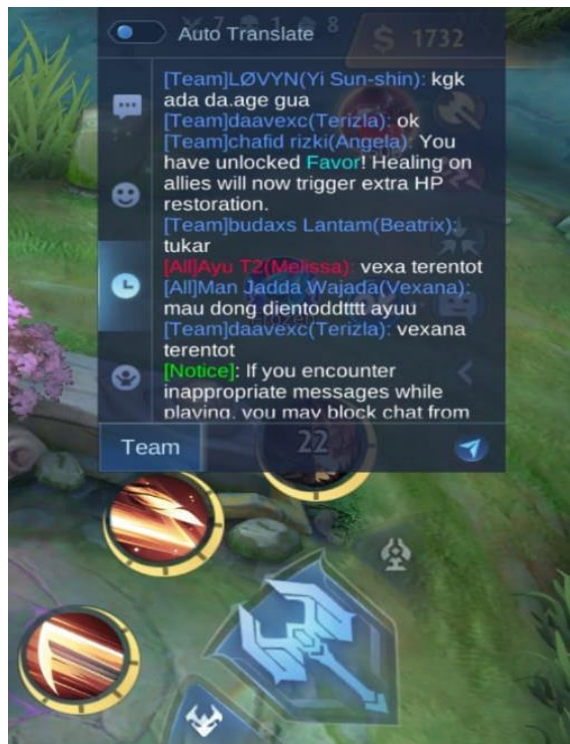 7 1 8
Auto Translate
$ 1732
[Team]LØVYN(Yi Sun-shin): kgk
ada da.age gua
[Team]daavexc(Terizla): ok
[Team]chafid rizki(Angela): You
have unlocked Favor! Healing on
allies will now trigger extra HP
restoration.
[Team]budaxs Lantam(Beatrix):
tukar
[All]Ayu T2(Melissa): vexa terentot
[All]Man Jadda Wajada(Vexana):
mau dong dientoddtttt ayuu
[Team]daavexc(Terizla): vexana
terentot
[Notice]: If you encounter
inappropriate messages while
playing, you may block chat from
Team
22